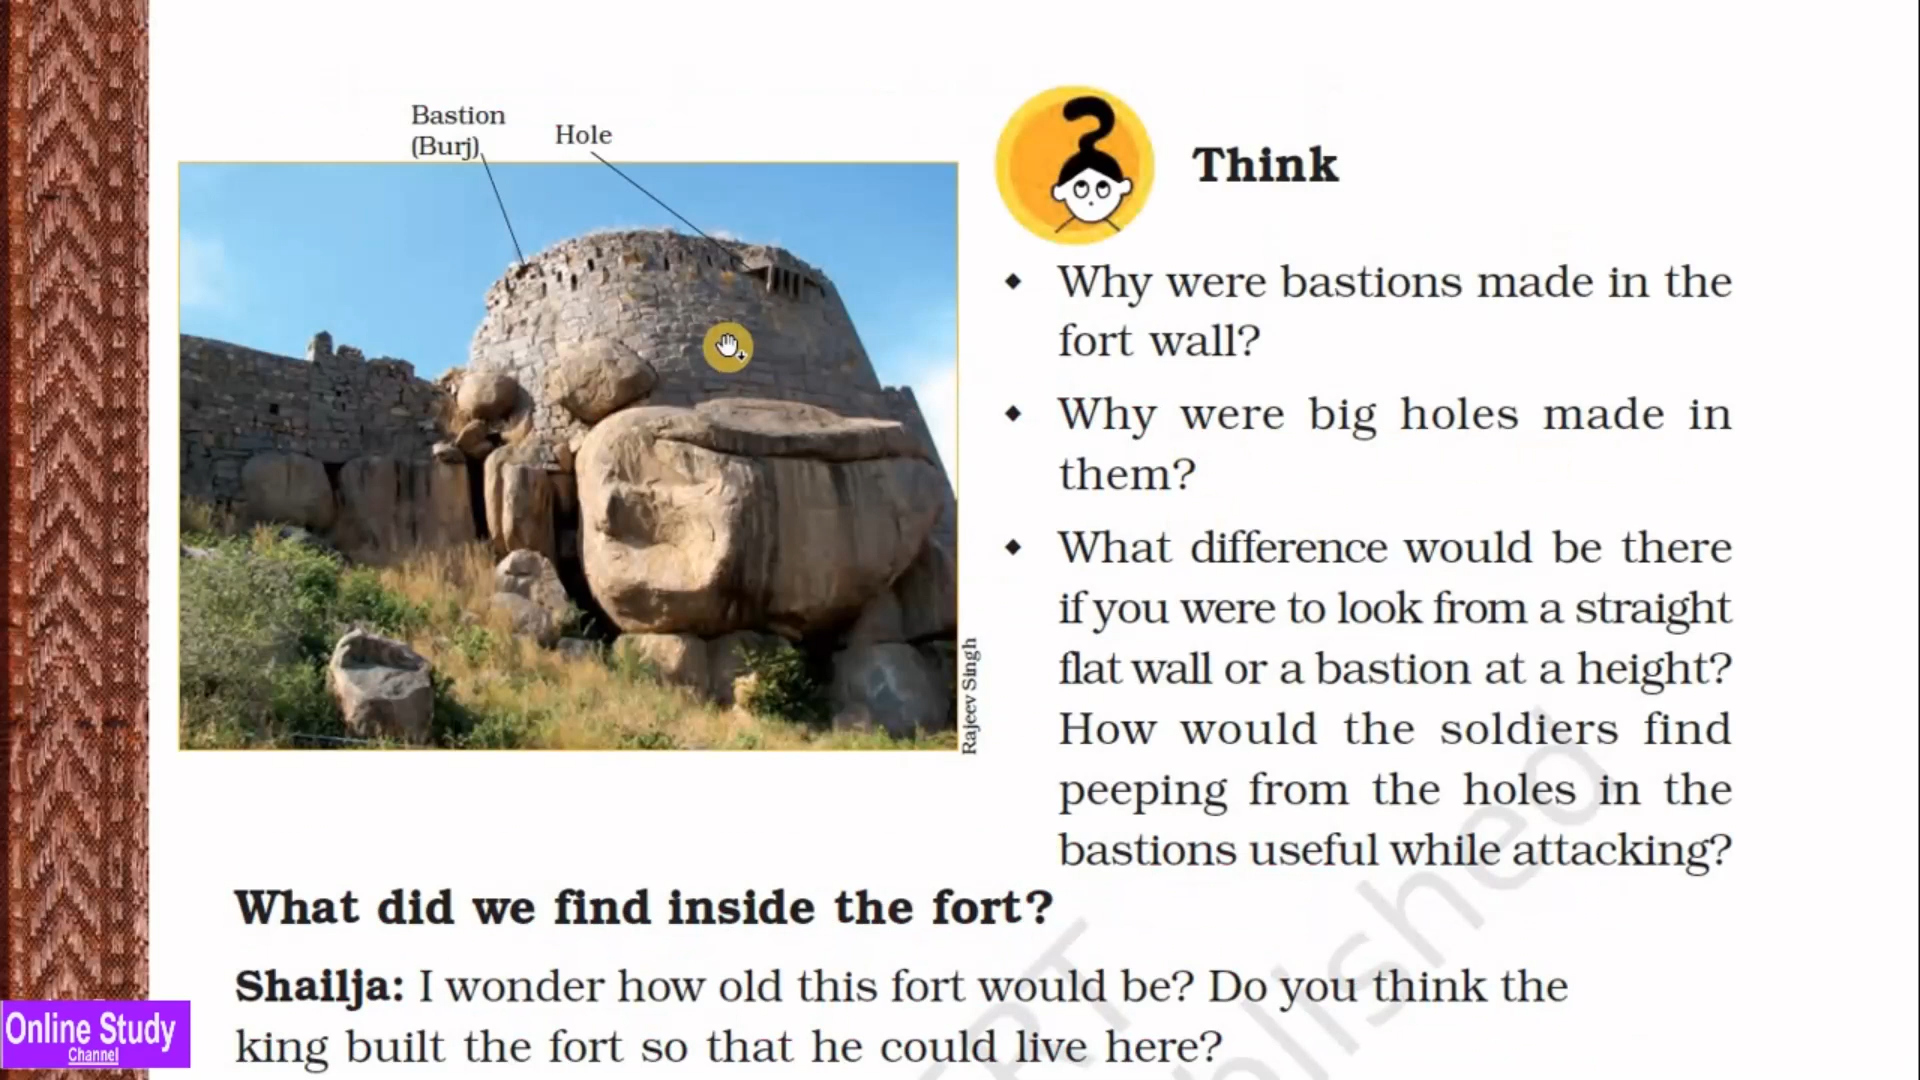 Bastion
(Burj)
Hole
Rajeev Singh
Think
Why were bastions made in the
fort wall?
Why were big holes made in
them?
What difference would be there
if you were to look from a straight
flat wall or a bastion at a height?
How would the soldiers find
peeping from the holes in the
bastions useful while attacking?
What did we find inside the fort?
Shailja: I wonder how old this fort would be? Do you think the
king built the fort so that he could live here?
Online Study
Channel